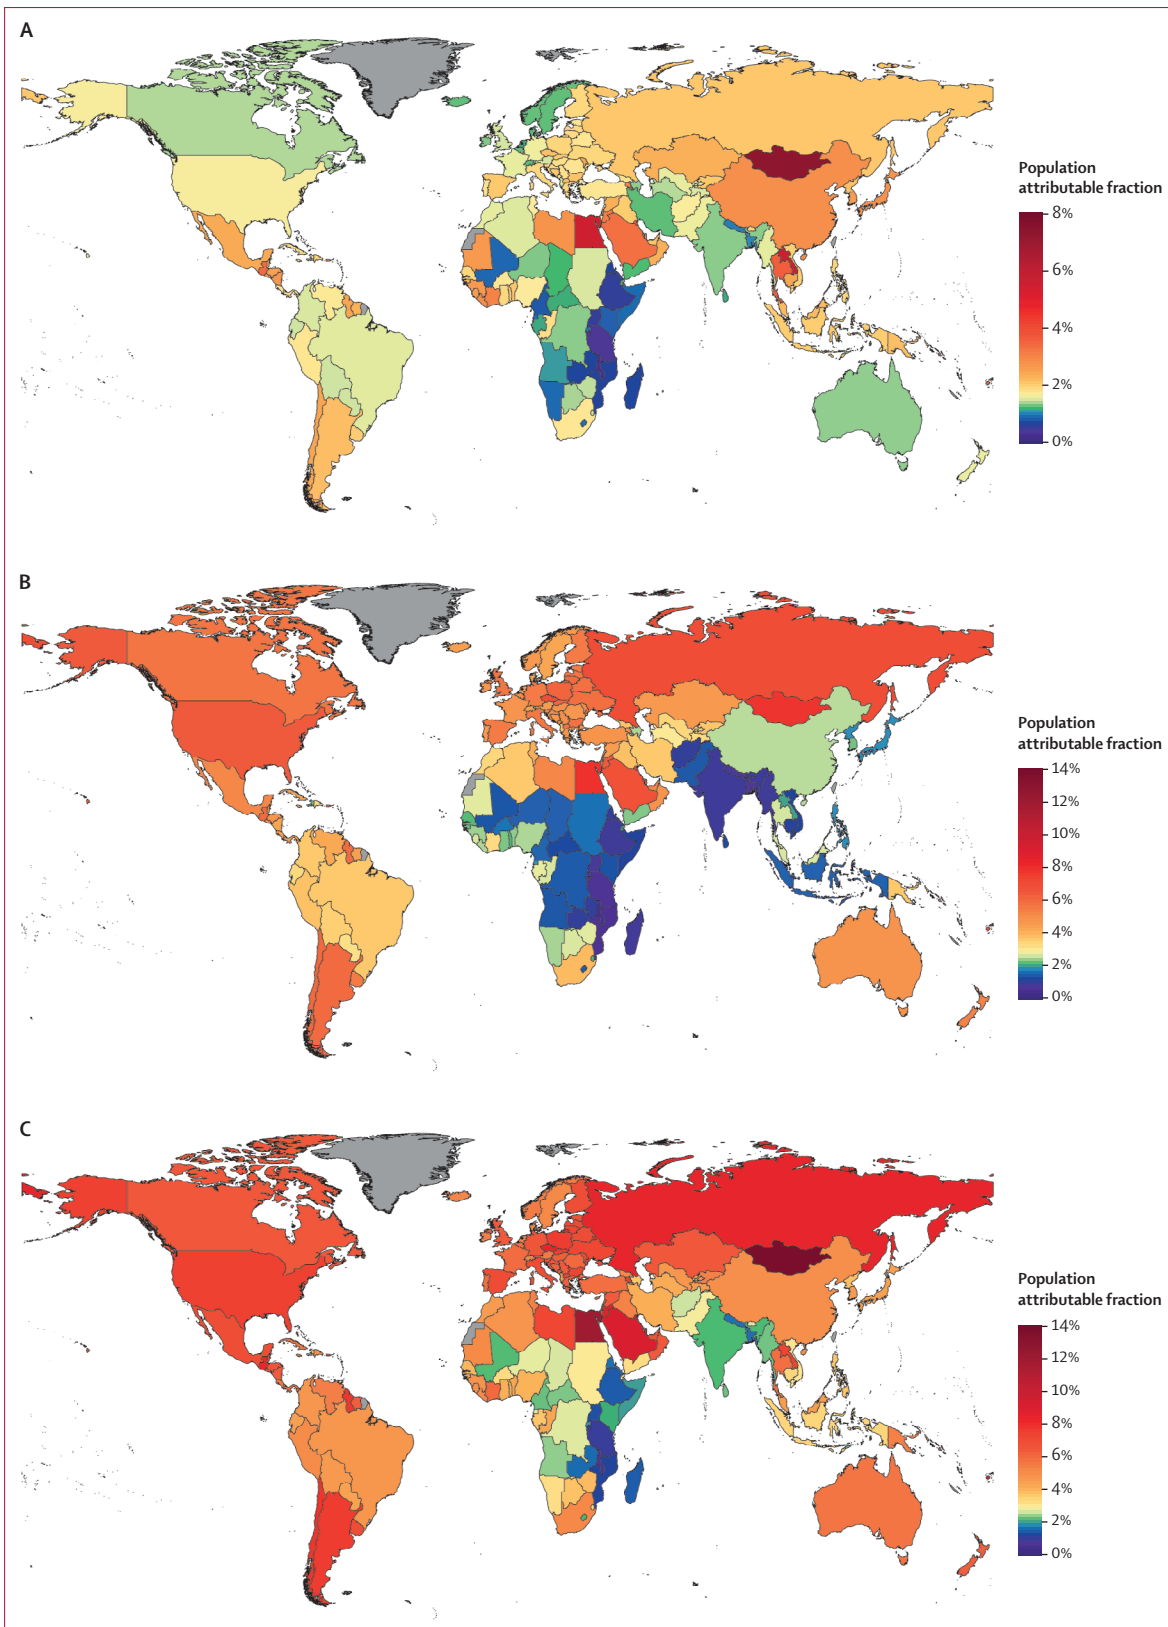 A
Population
attributable fraction
8%
6%
4%
2%
0%
B
Population
attributable fraction
14%
12%
10%
8%
6%
4%
2%
0%
C
Population
attributable fraction
14%
12%
10%
8%
6%
4%
2%
0%